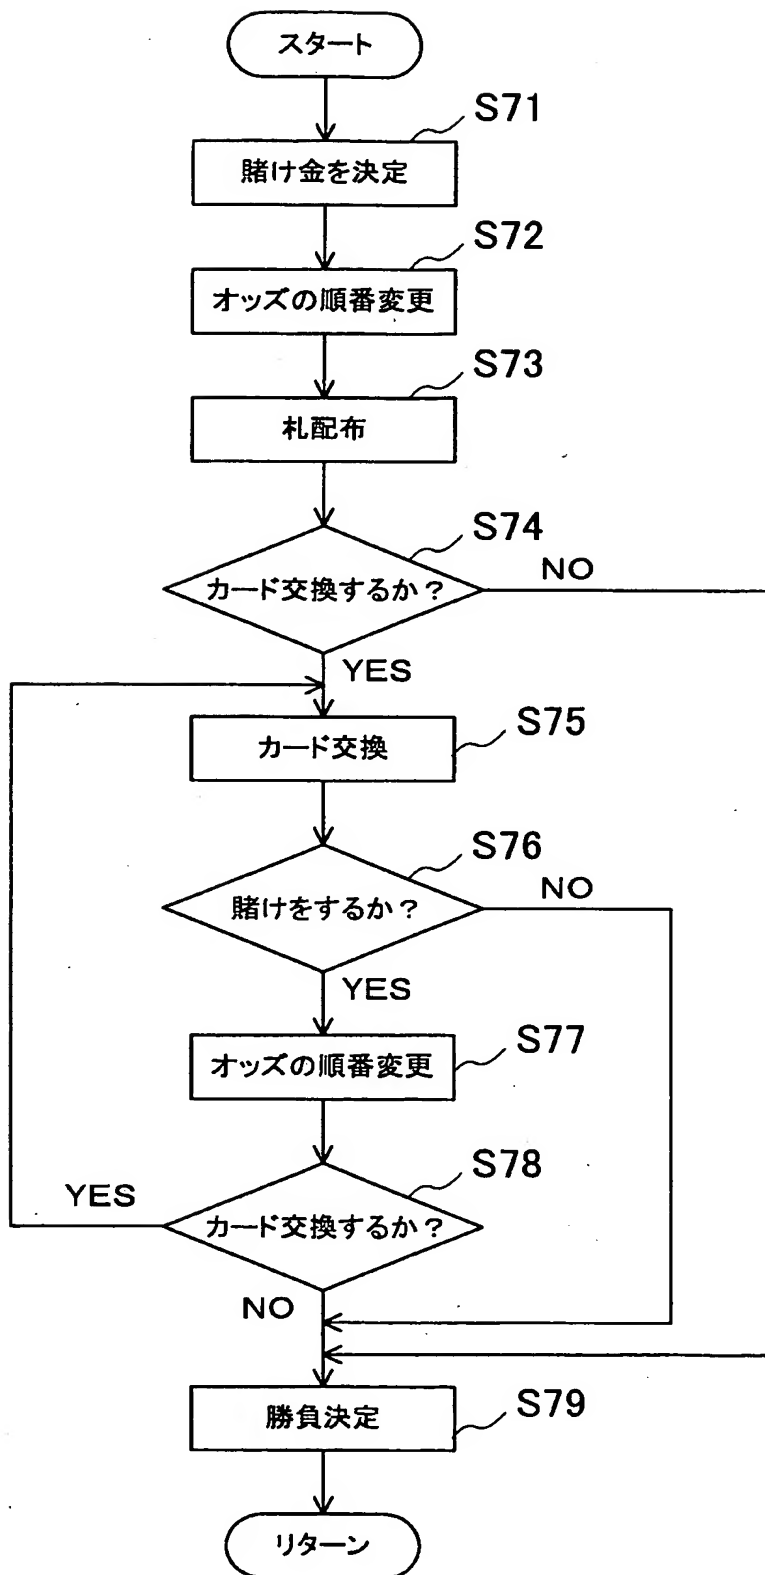 スタート
S71
賭け金を決定
S72
オッズの順番変更
S73
札配布
S74
カード交換するか?
NO
YES
S75
カード交換
S76
賭けをするか?
NO
YES
S77
オッズの順番変更
S78
カード交換するか?
YES
NO
S79
勝負決定
リターン